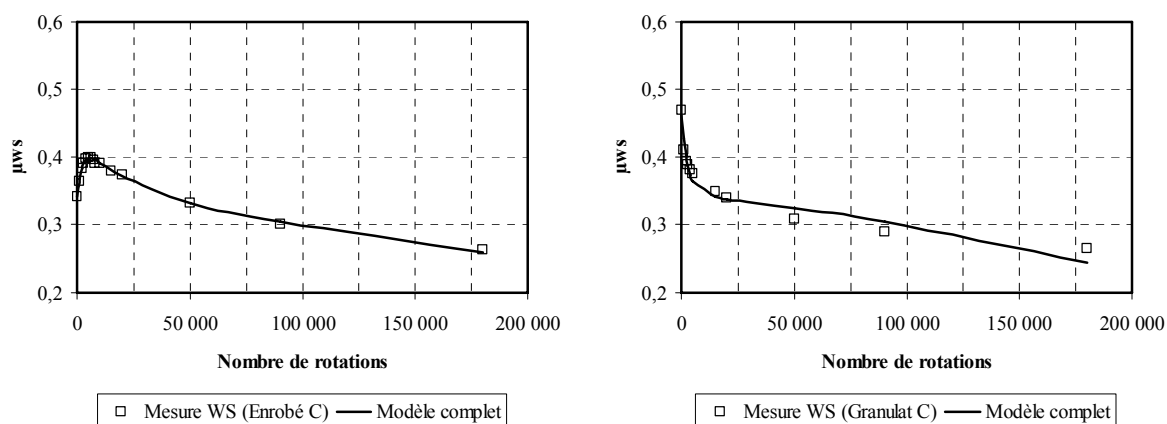 0,6
0,5
0,4
0,3
0,2
µws
0
50 000
100 000
150 000
200 000
Nombre de rotations
Mesure WS (Enrobé C)
Modèle complet
0,6
0,5
0,4
0,3
0,2
µws
0
50 000
100 000
150 000
200 000
Nombre de rotations
Mesure WS (Granulat C)
Modèle complet